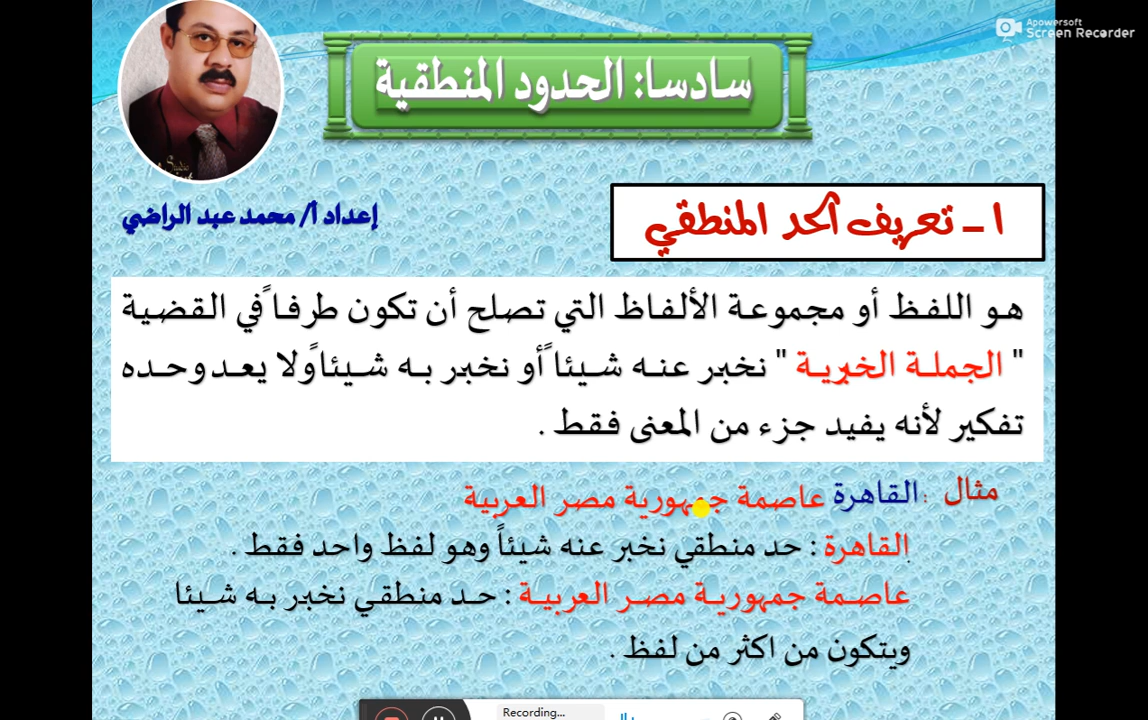 Apowersoft
Screen Recorder
سادسا: الحدود المنطقية
إعداد أ/ محمد عبد الراضي
١ ـ تعريف الحد المنطقي
هو اللفظ أو مجموعة الألفاظ التي تصلح أن تكون طرفاً في القضية
" الجملة الخبرية " نخبر عنه شيئاً أو نخبر به شيئاً ولا يعد وحده
تفكير لأنه يفيد جزء من المعنى فقط .
مثال : القاهرة عاصمة جمهورية مصر العربية
القاهرة : حد منطقي نخبر عنه شيئاً وهو لفظ واحد فقط .
عاصمة جمهورية مصر العربية : حد منطقي نخبر به شيئا
ويتكون من اكثر من لفظ .
Recording...